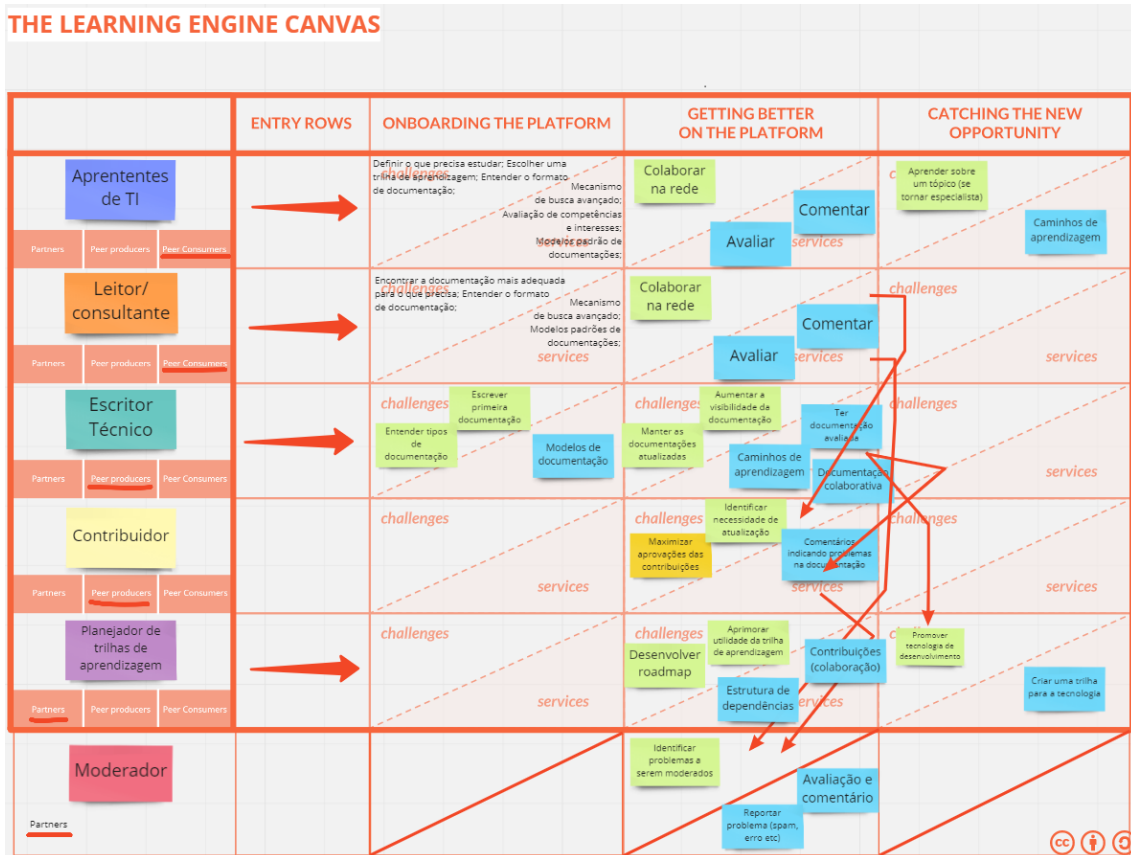 THE LEARNING ENGINE CANVAS
ENTRY ROWS
ONBOARDING THE PLATFORM
GETTING BETTER
ON THE PLATFORM
CATCHING THE NEW
OPPORTUNITY
Aprententes
de TI
Partners
Peer producers
Peer Consumers
challenges
Definir o que precisa estudar; Escolher uma
trilha de aprendizagem; Entender o formato
de documentação;
Mecanismo
de busca avançado;
Avaliação de competências
e interesses;
Modelos padrão de
documentações;
services
Colaborar
na rede
Comentar
Avaliar
services
Aprender sobre
um tópico (se
tornar especialista)
Caminhos de
aprendizagem
Leitor/
consultante
Partners
Peer producers
Peer Consumers
challenges
Encontrar a documentação mais adequada
para o que precisa; Entender o formato
de documentação;
Mecanismo
de busca avançado;
Modelos padrões de
documentações;
services
Colaborar
na rede
Comentar
Avaliar
services
challenges
services
Escritor
Técnico
Partners
Peer producers
Peer Consumers
challenges
Escrever
primeira
documentação
Entender tipos
de
documentação
Modelos de
documentação
challenges
Aumentar a
visibilidade da
documentação
Manter as
documentações
atualizadas
Ter
documentação
avaliada
Caminhos de
aprendizagem
Documentação
colaborativa
challenges
services
Contribuidor
Partners
Peer producers
Peer Consumers
challenges
services
challenges
Identificar
necessidade de
atualização
Maximizar
aprovações das
contribuições
Comentários
indicando problemas
na documentação
challenges
services
Planejador de
trilhas de
aprendizagem
Partners
Peer producers
Peer Consumers
challenges
services
challenges
Aprimorar
utilidade da trilha
de aprendizagem
Desenvolver
roadmap
Contribuições
(colaboração)
Estrutura de
dependências
services
Promover
tecnologia de
desenvolvimento
Criar uma trilha
para a tecnologia
Moderador
Partners
Identificar
problemas a
serem moderados
Avaliação e
comentário
Reportar
problema (spam,
erro etc)
cc